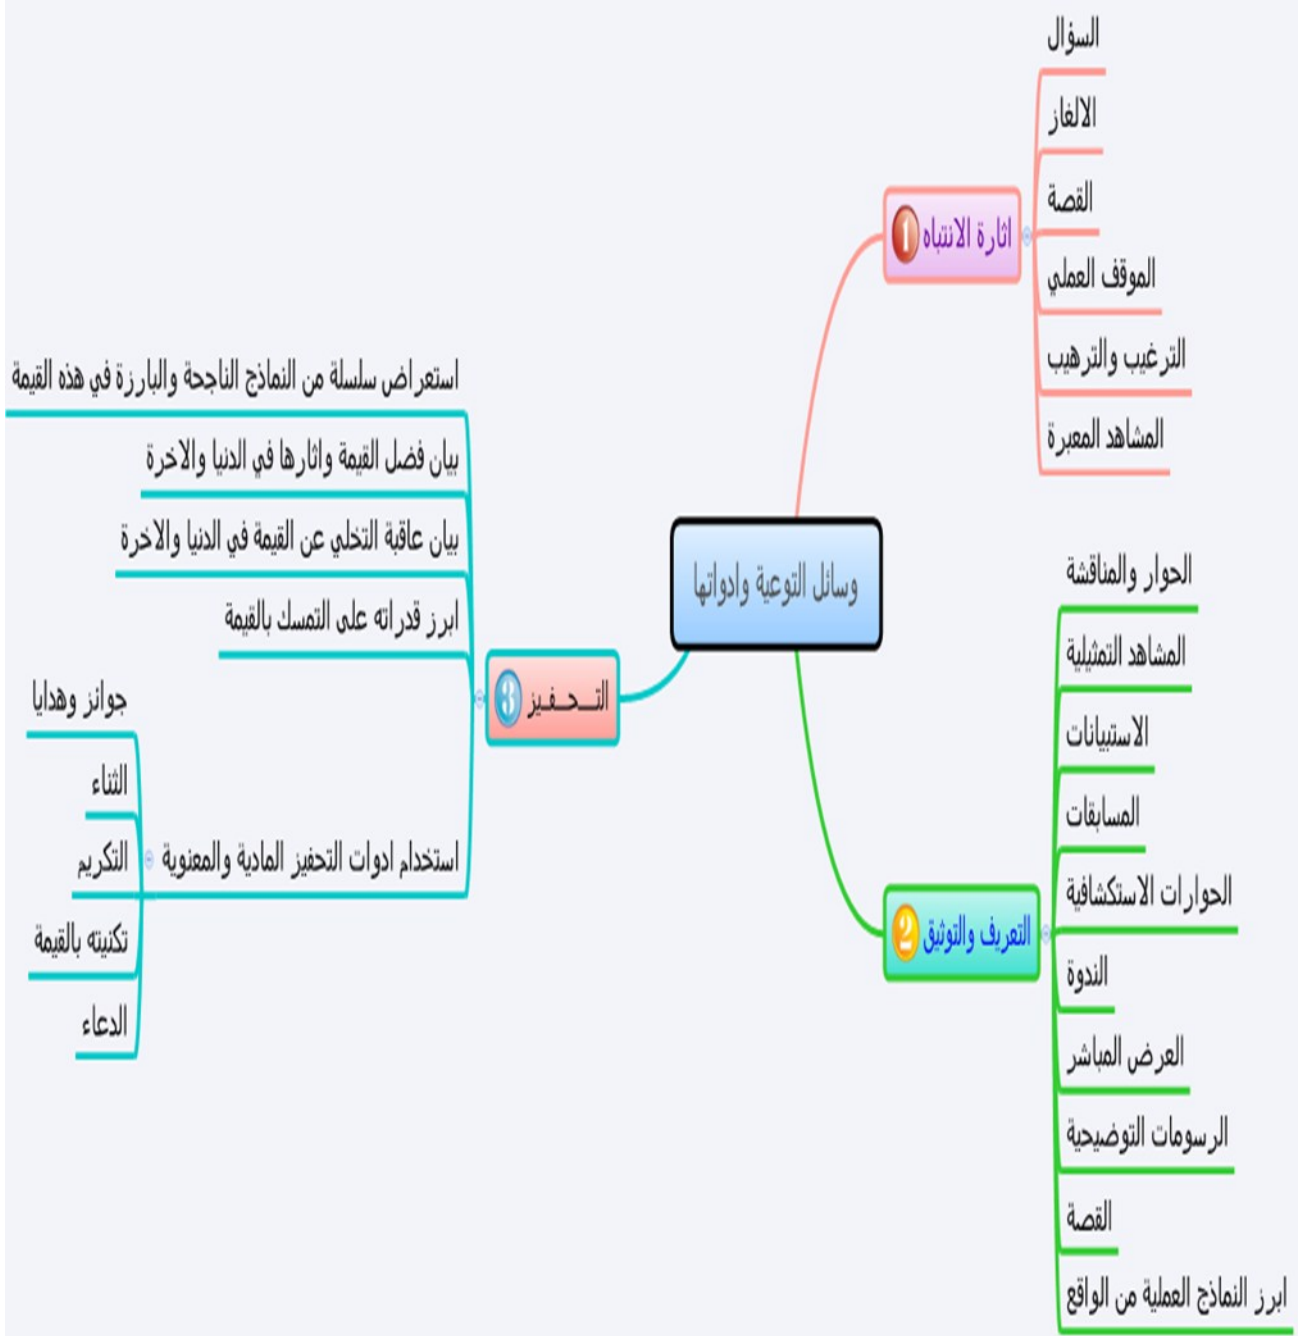 وسائل التوعية وادواتها
اثارة الانتباه 1
السؤال
الالغاز
القصة
الموقف العملي
الترغيب والترهيب
المشاهد المعبرة
التعريف والتوثيق 2
الحوار والمناقشة
المشاهد التمثيلية
الاستبيانات
المسابقات
الحوارات الاستكشافية
الندوة
العرض المباشر
الرسومات التوضيحية
القصة
ابرز النماذج العملية من الواقع
التـــحــفــيز 3
استعراض سلسلة من النماذج الناجحة والبارزة في هذه القيمة
بيان فضل القيمة واثارها في الدنيا والاخرة
بيان عاقبة التخلي عن القيمة في الدنيا والاخرة
ابرز قدراته على التمسك بالقيمة
استخدام ادوات التحفيز المادية والمعنوية
جوائز وهدايا
الثناء
التكريم
تكنيته بالقيمة
الدعاء